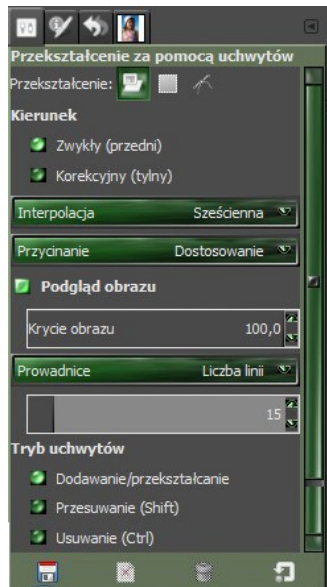 Przekształcenie za pomocą uchwytów
Przekształcenie:
Kierunek
Zwykły (przedni)
Korekcyjny (tylny)
Interpolacja Sześcienna
Przycinanie Dostosowanie
Podgląd obrazu
Krycie obrazu 100,0
Prowadnice Liczba linii
15
Tryb uchwytów
Dodawanie/przekształcanie
Przesuwanie (Shift)
Usuwanie (Ctrl)